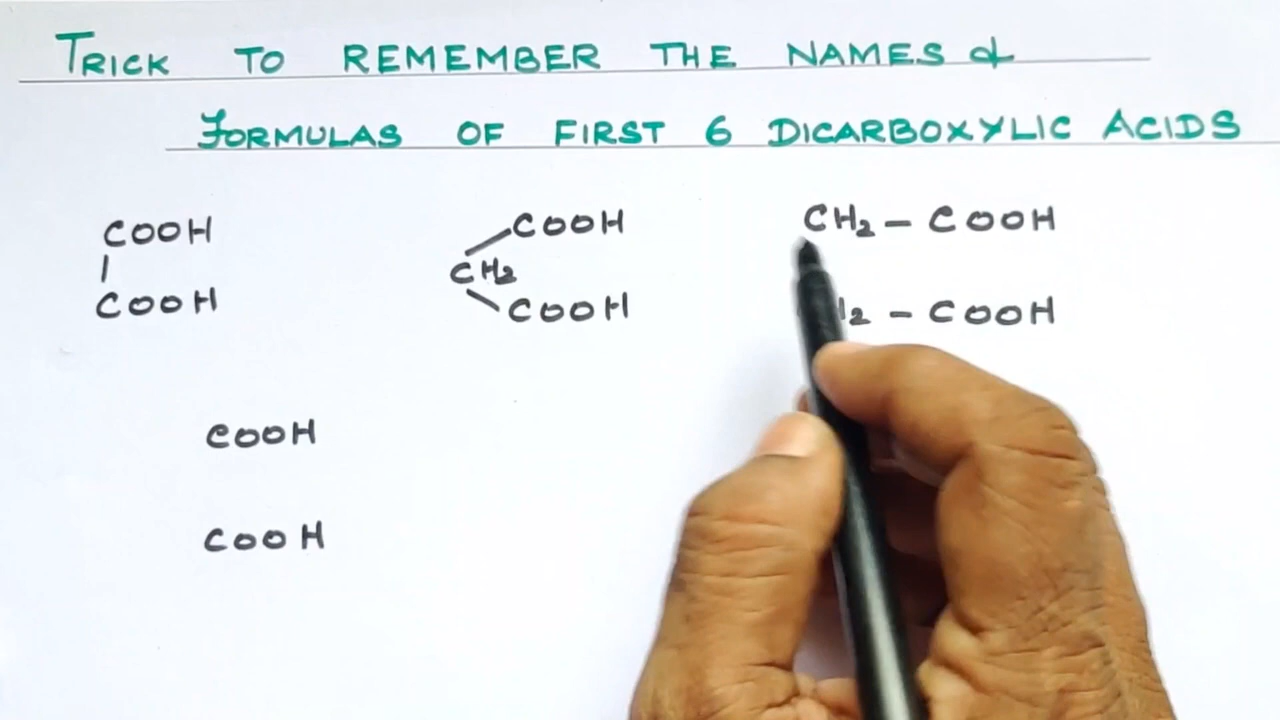 TRICK TO REMEMBER THE NAMES &
FORMULAS OF FIRST 6 DICARBOXYLIC ACIDS
COOH COOH CH₂ – COOH
|
CH₂
COOH COOH – COOH
COOH
COOH